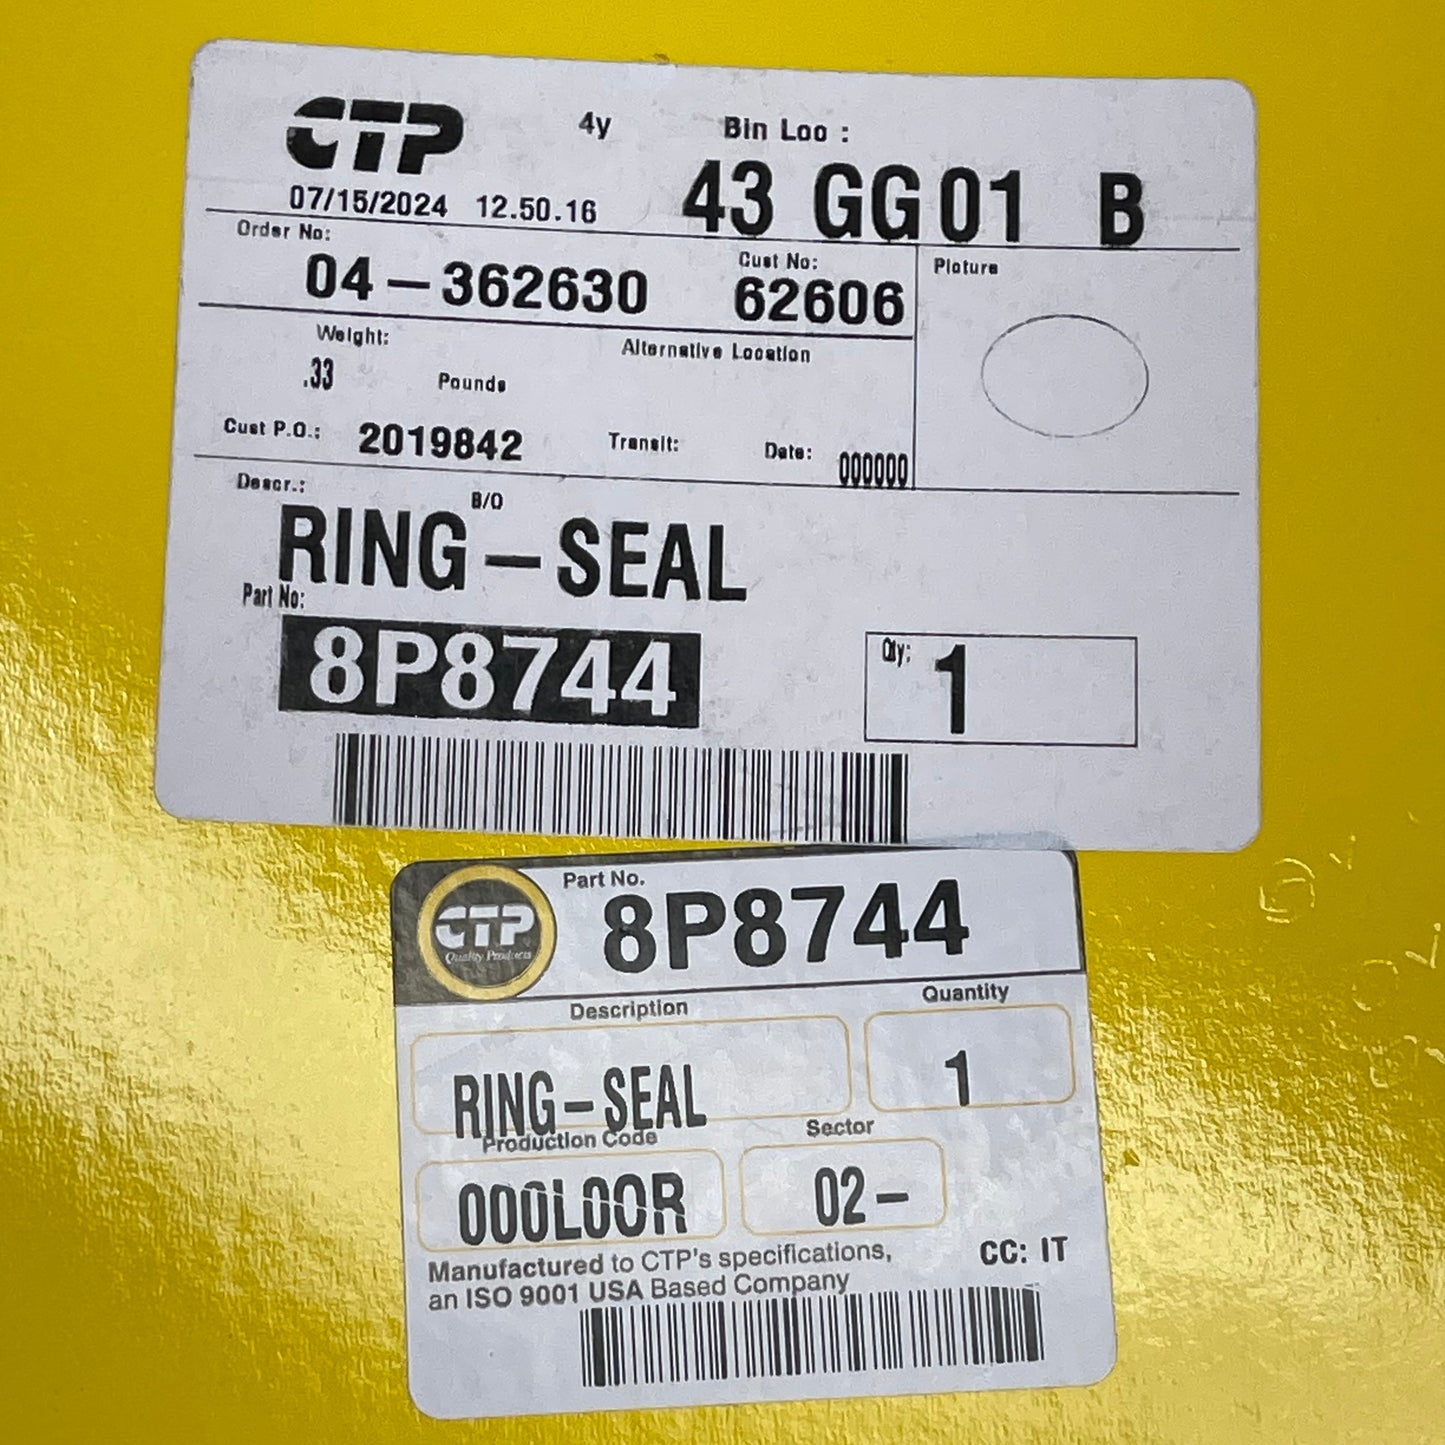 CTP 4y Bin Loc :
07/15/2024 12.50.16 43 GG01 B
Order No: Cust No: Picture
04-362630 62606
Weight: Alternative Location
.33 Pounds
Cust P.O.: 2019842 Transit: Date: 000000
Descr.: B/O
RING-SEAL
Part No:
8P8744 Qty: 1
CTP
Quality Products
Part No.
8P8744
Description Quantity
RING-SEAL 1
Production Code Sector
000L00R 02-
Manufactured to CTP's specifications, CC: IT
an ISO 9001 USA Based Company